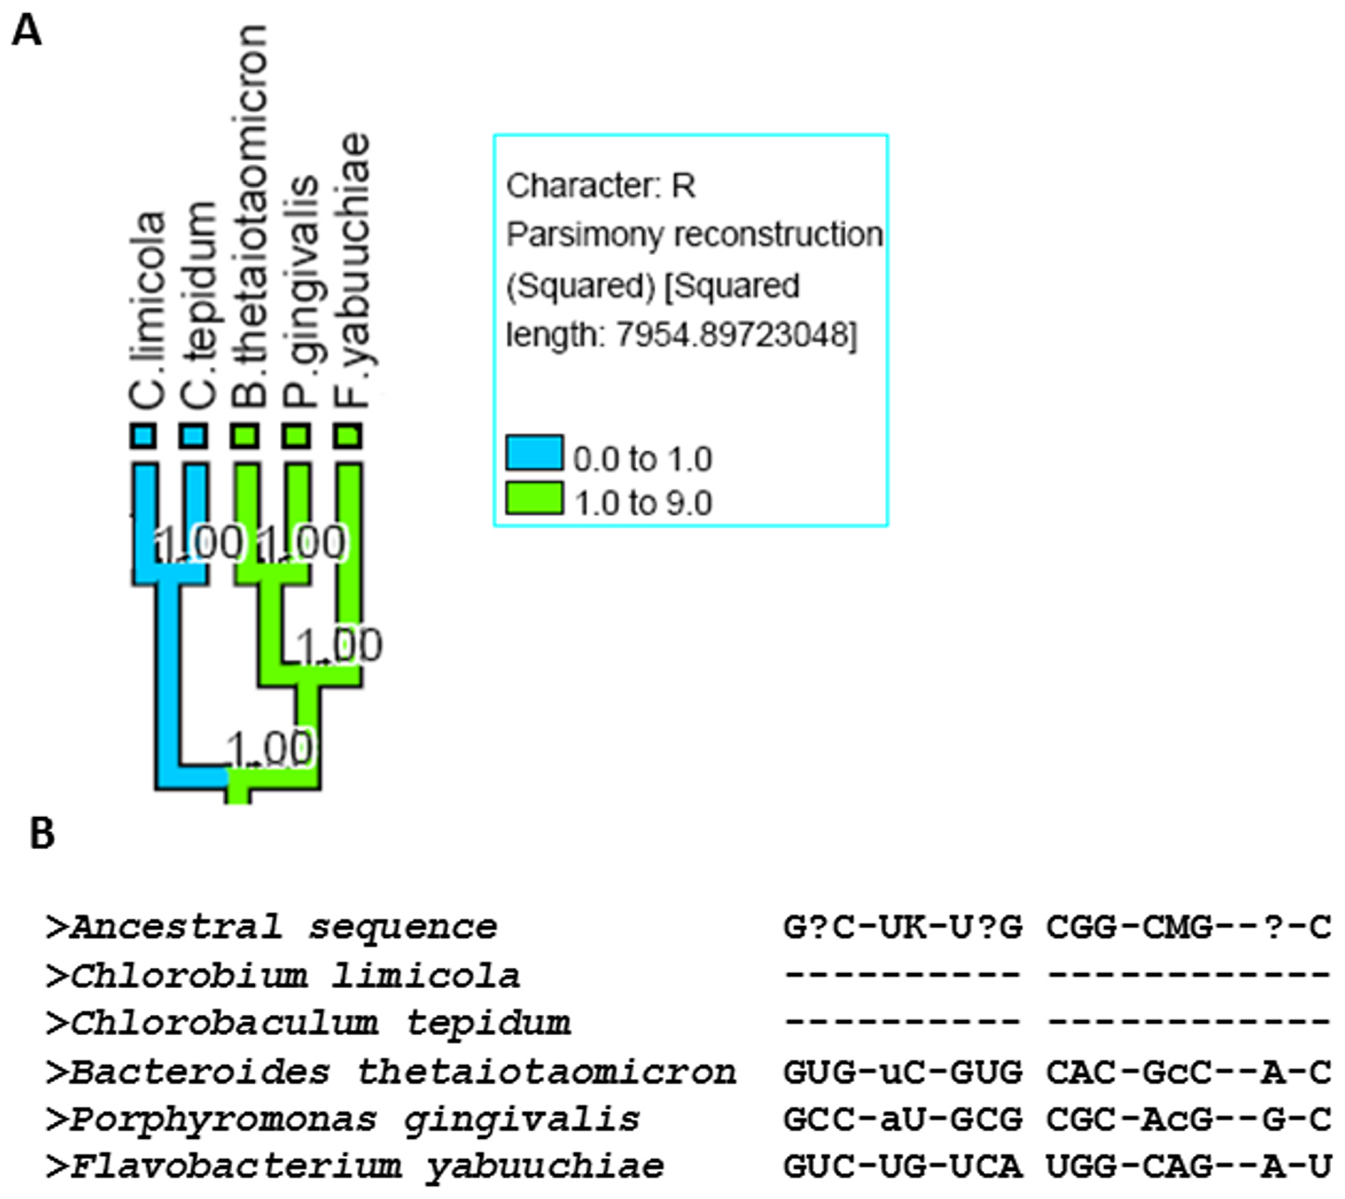 A
C.limicola
C.tepidum
B.thetaiotaomicron
P.gingivalis
F.yabuuchiae
Character: R
Parsimony reconstruction
(Squared) [Squared
length: 7954.89723048]
0.0 to 1.0
1.0 to 9.0
1.00 1.00
1.00
1.00
B
>Ancestral sequence G?C-UK-U?G CGG-CMG--?-C
>Chlorobium limicola ---------- ------------
>Chlorobaculum tepidum ---------- ------------
>Bacteroides thetaiotaomicron GUG-uC-GUG CAC-GcC--A-C
>Porphyromonas gingivalis GCC-aU-GCG CGC-AcG--G-C
>Flavobacterium yabuuchiae GUC-UG-UCA UGG-CAG--A-U